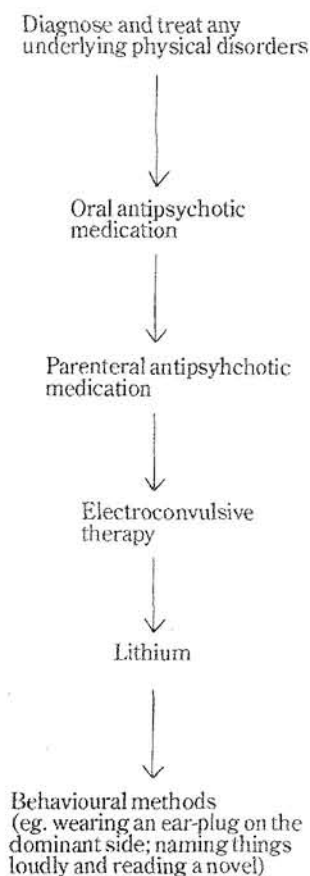 Diagnose and treat any
underlying physical disorders
Oral antipsychotic
medication
Parenteral antipsyhchotic
medication
Electroconvulsive
therapy
Lithium
Behavioural methods
(eg. wearing an ear-plug on the
dominant side; naming things
loudly and reading a novel)